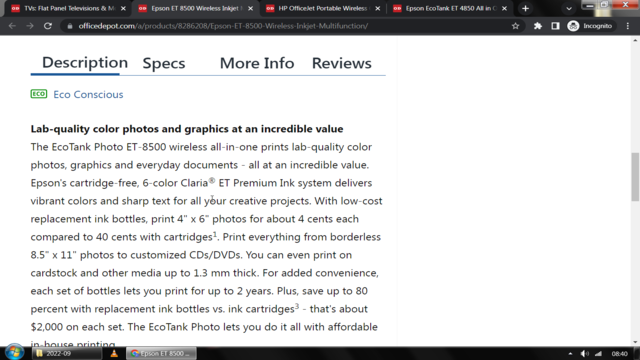 TVs: Flat Panel Televisions & M
Epson ET 8500 Wireless Inkjet M
HP OfficeJet Portable Wireless
Epson EcoTank ET 4850 All in O
officedepot.com/a/products/8286208/Epson-ET-8500-Wireless-Inkjet-Multifunction/
Incognito
Description Specs More Info Reviews
ECO Eco Conscious
Lab-quality color photos and graphics at an incredible value
The EcoTank Photo ET-8500 wireless all-in-one prints lab-quality color
photos, graphics and everyday documents - all at an incredible value.
Epson's cartridge-free, 6-color Claria® ET Premium Ink system delivers
vibrant colors and sharp text for all your creative projects. With low-cost
replacement ink bottles, print 4" x 6" photos for about 4 cents each
compared to 40 cents with cartridges1. Print everything from borderless
8.5" x 11" photos to customized CDs/DVDs. You can even print on
cardstock and other media up to 1.3 mm thick. For added convenience,
each set of bottles lets you print for up to 2 years. Plus, save up to 80
percent with replacement ink bottles vs. ink cartridges3 - that's about
$2,000 on each set. The EcoTank Photo lets you do it all with affordable
in-house printing.
2022-09
Epson ET 8500 ...
08:40